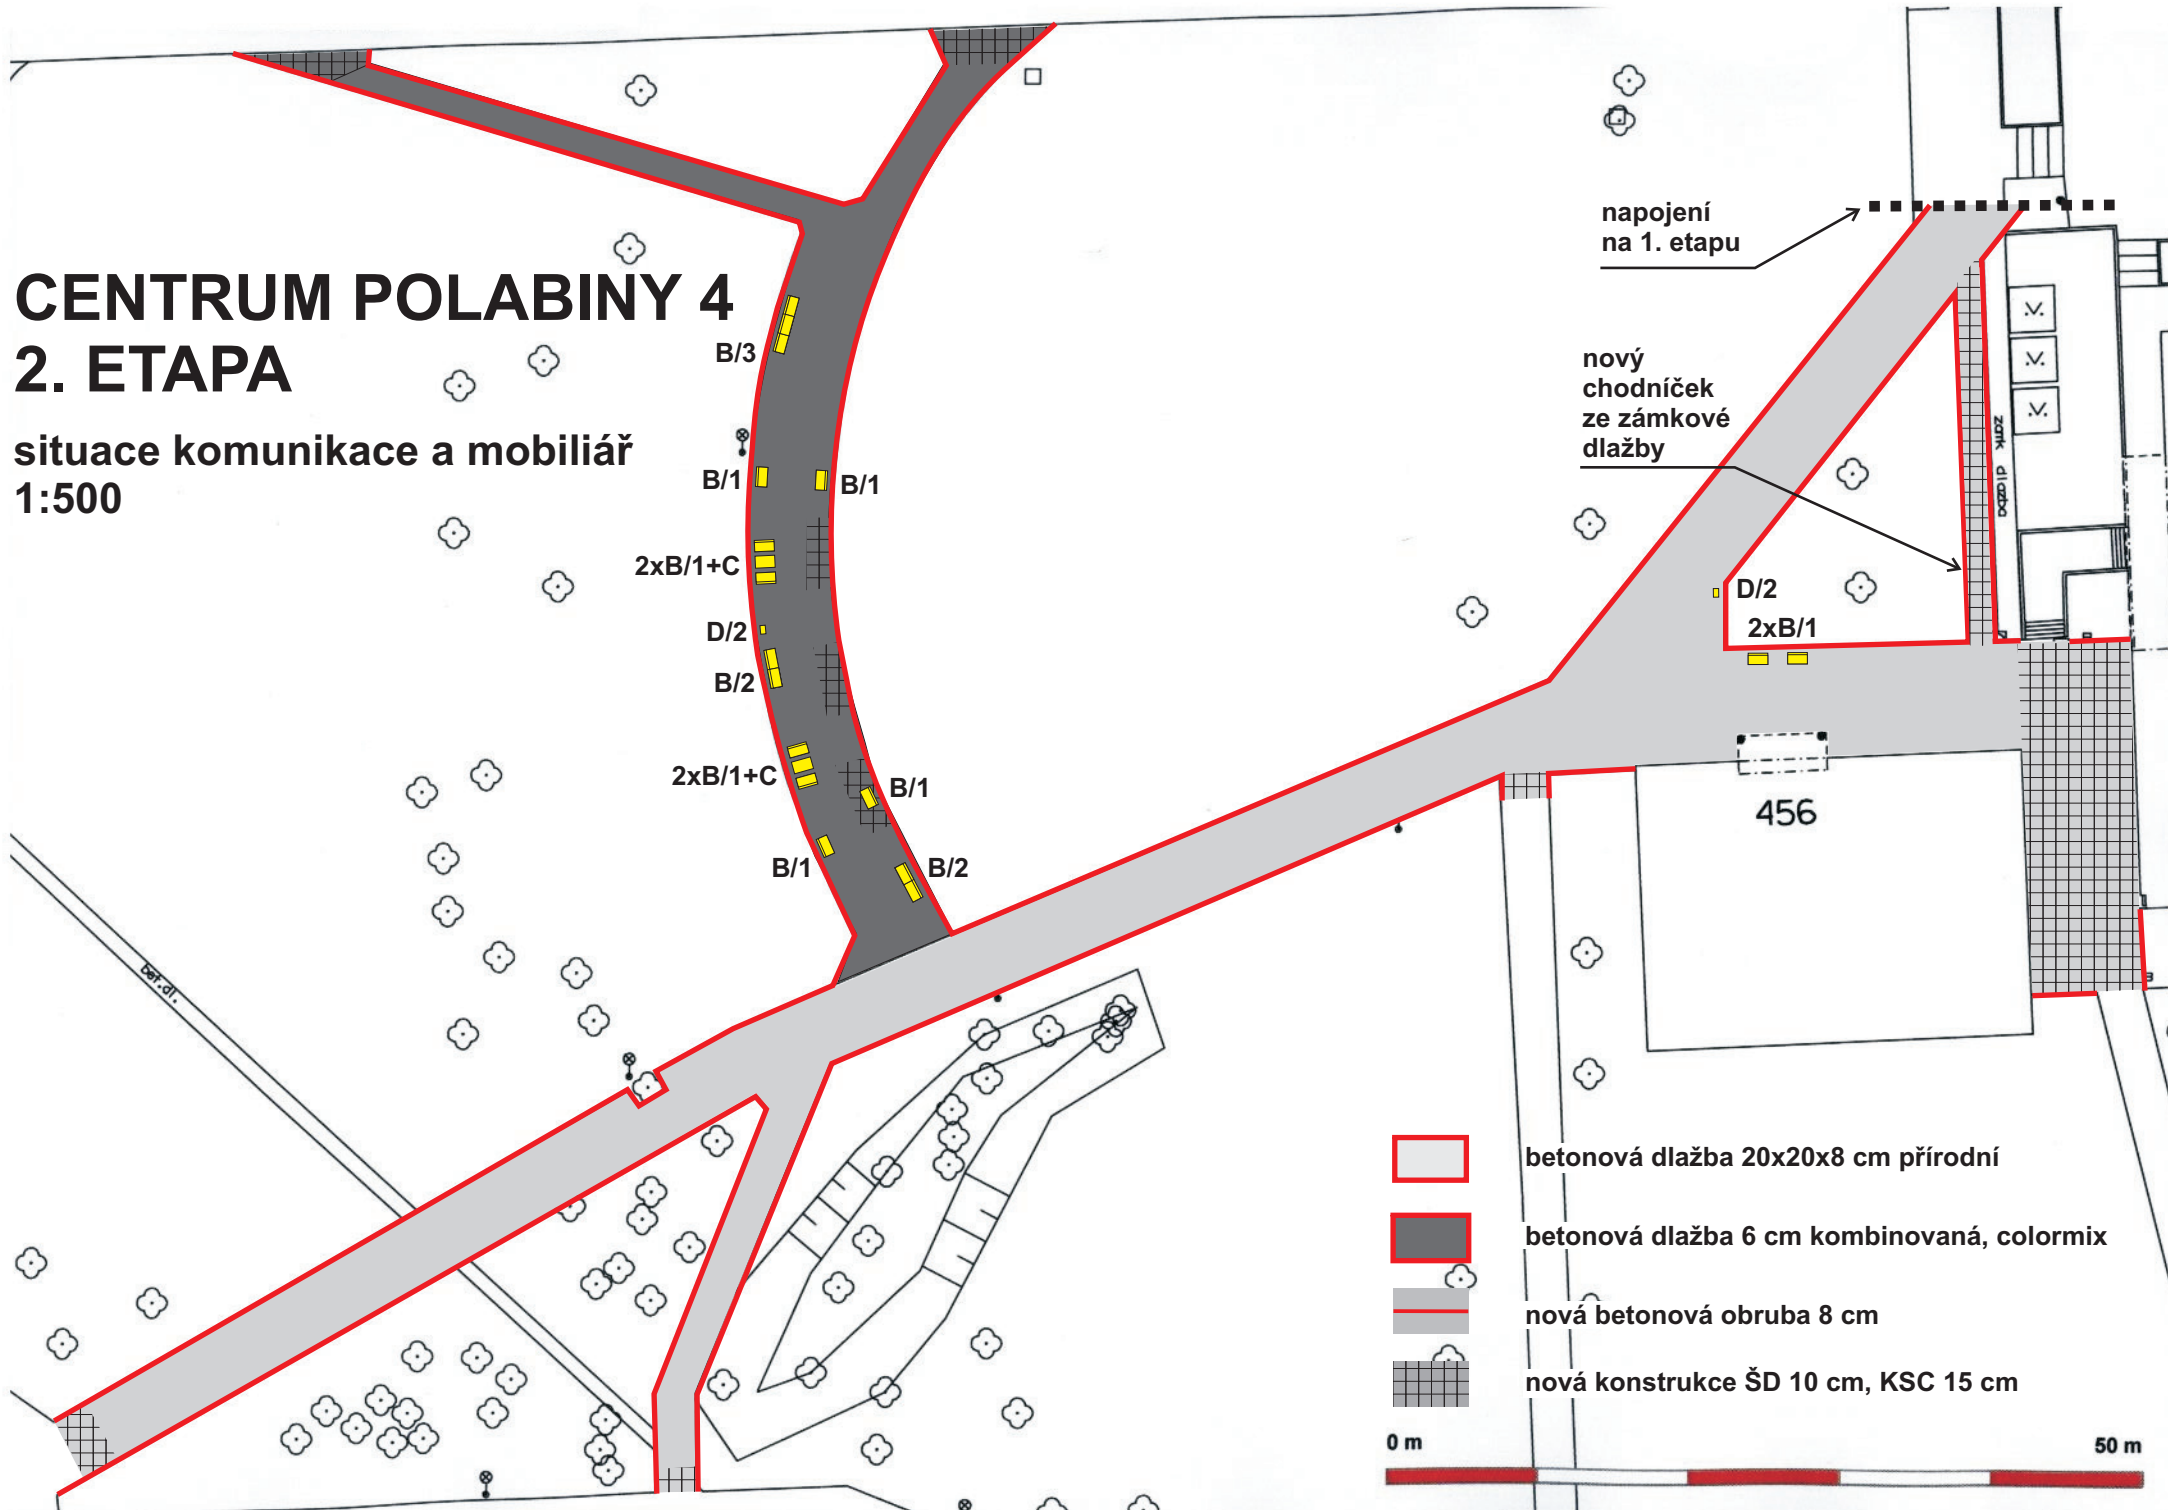 CENTRUM POLABINY 4
2. ETAPA
situace komunikace a mobiliář
1:500
napojení
na 1. etapu
nový
chodníček
ze zámkové
dlažby
zamk dlazba
B/3
B/1
B/1
2xB/1+C
D/2
B/2
2xB/1+C
B/1
B/1
B/2
D/2
2xB/1
456
bet.dl.
betonová dlažba 20x20x8 cm přírodní
betonová dlažba 6 cm kombinovaná, colormix
nová betonová obruba 8 cm
nová konstrukce ŠD 10 cm, KSC 15 cm
0 m
50 m